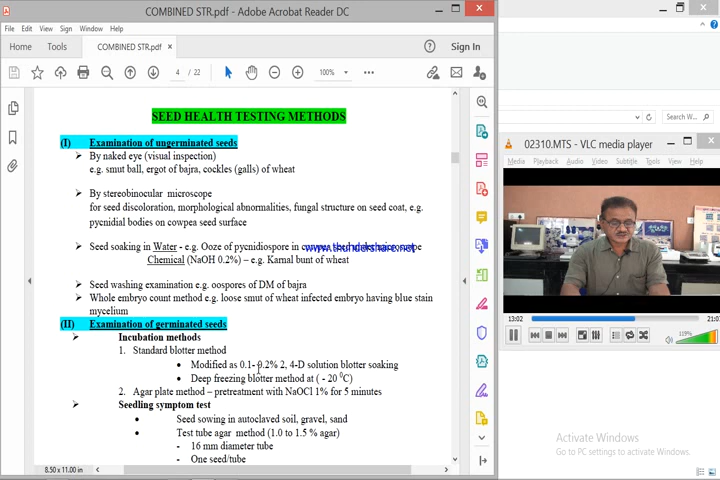 COMBINED STR.pdf - Adobe Acrobat Reader DC
File Edit View Sign Window Help
Home Tools COMBINED STR.pdf × Sign In
4 / 22 100%
SEED HEALTH TESTING METHODS
(I) Examination of ungerminated seeds
By naked eye (visual inspection)
e.g. smut ball, ergot of bajra, cockles (galls) of wheat
By stereobinocular microscope
for seed discoloration, morphological abnormalities, fungal structure on seed coat, e.g.
pycnidial bodies on cowpea seed surface
Seed soaking in Water - e.g. Ooze of pycnidiospore in
www.thundershare.net
Chemical (NaOH 0.2%) – e.g. Karnal bunt of wheat
Seed washing examination e.g. oospores of DM of bajra
Whole embryo count method e.g. loose smut of wheat infected embryo having blue stain
mycelium
(II) Examination of germinated seeds
Incubation methods
1. Standard blotter method
• Modified as 0.1- 0.2% 2, 4-D solution blotter soaking
• Deep freezing blotter method at ( - 20 ⁰C)
2. Agar plate method – pretreatment with NaOCl 1% for 5 minutes
Seedling symptom test
• Seed sowing in autoclaved soil, gravel, sand
• Test tube agar method (1.0 to 1.5 % agar)
- 16 mm diameter tube
- One seed/tube
8.50 x 11.00 in
Search W...
02310.MTS - VLC media player
Media Playback Audio Video Subtitle Tools View Help
13:02
119%
Activate Windows
Go to PC settings to activate Windows.